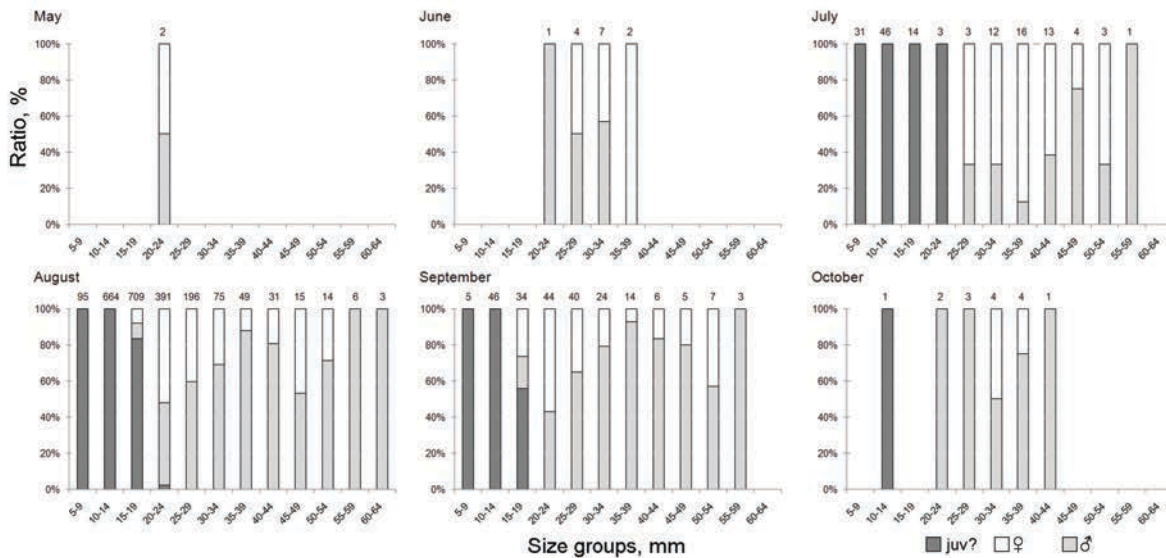 May
2
100%
80%
60%
40%
20%
0%
5-9 10-14 15-19 20-24 25-29 30-34 35-39 40-44 45-49 50-54 55-59 60-64
June
1 4 7 2
100%
80%
60%
40%
20%
0%
5-9 10-14 15-19 20-24 25-29 30-34 35-39 40-44 45-49 50-54 55-59 60-64
July
31 46 14 3 3 12 16 13 4 3 1
100%
80%
60%
40%
20%
0%
5-9 10-14 15-19 20-24 25-29 30-34 35-39 40-44 45-49 50-54 55-59 60-64
Ratio, %
August
95 664 709 391 196 75 49 31 15 14 6 3
100%
80%
60%
40%
20%
0%
5-9 10-14 15-19 20-24 25-29 30-34 35-39 40-44 45-49 50-54 55-59 60-64
September
5 46 34 44 40 24 14 6 5 7 3
100%
80%
60%
40%
20%
0%
5-9 10-14 15-19 20-24 25-29 30-34 35-39 40-44 45-49 50-54 55-59 60-64
October
1 2 3 4 4 1
100%
80%
60%
40%
20%
0%
5-9 10-14 15-19 20-24 25-29 30-34 35-39 40-44 45-49 50-54 55-59 60-64
Size groups, mm
juv? ♀ ♂